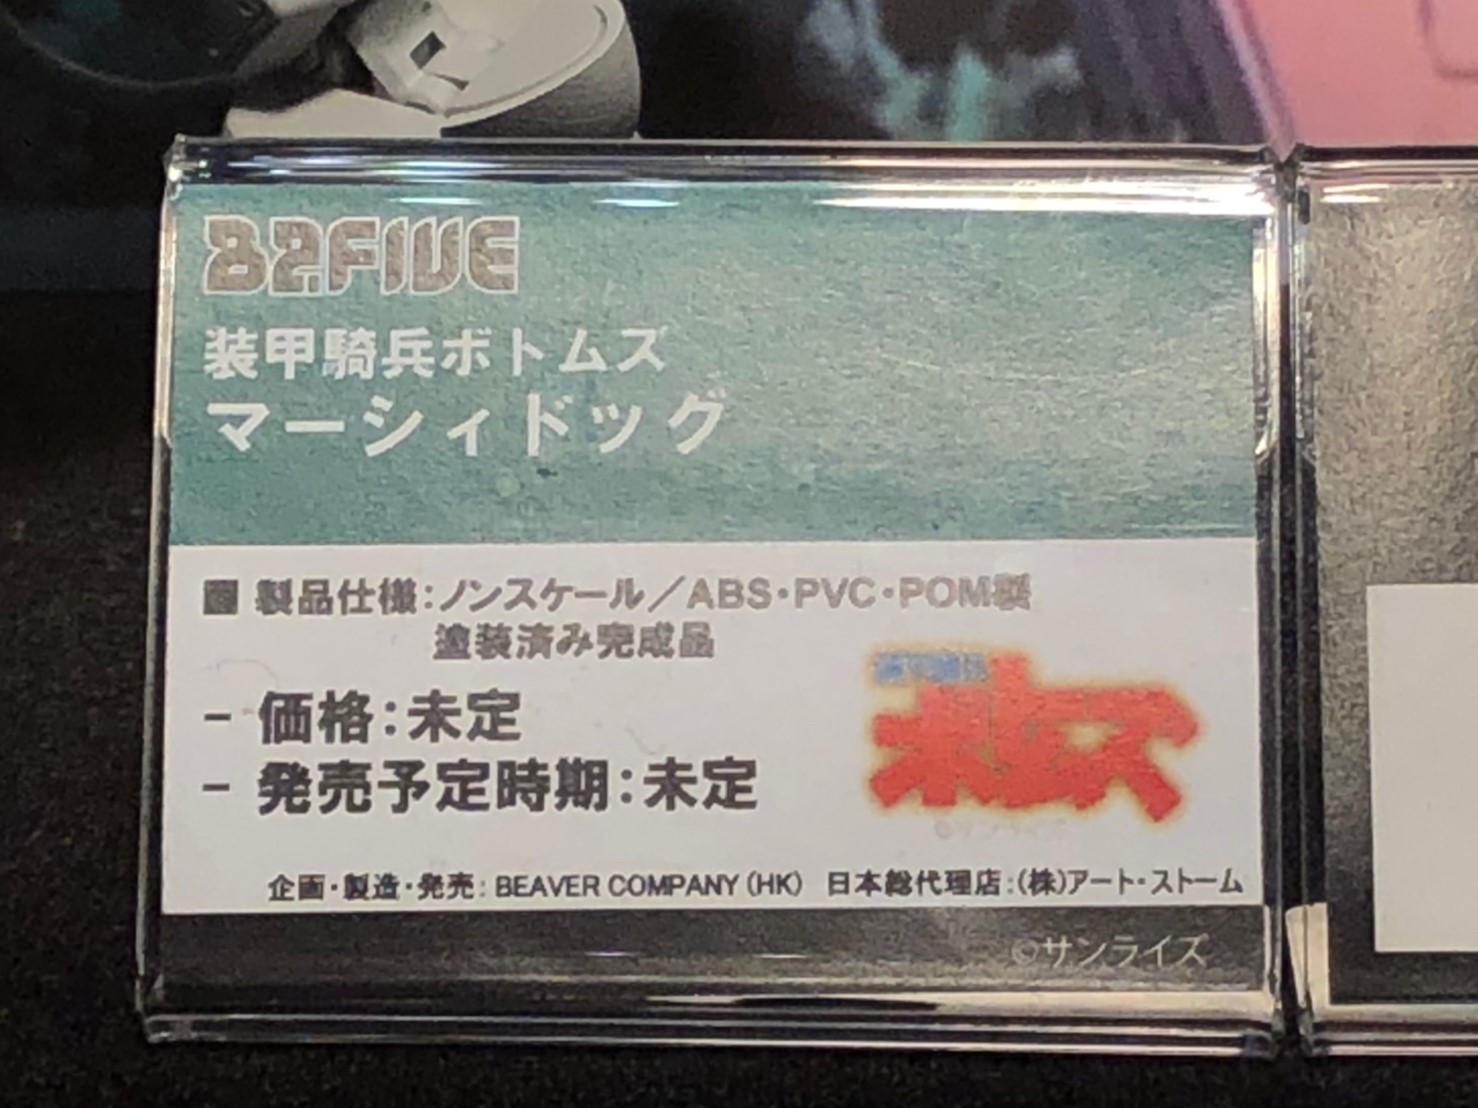 82FIVE
装甲騎兵ボトムズ
マーシィドッグ
■ 製品仕様:ノンスケール／ABS・PVC・POM製
塗装済み完成品
- 価格:未定
- 発売予定時期:未定
ボトムズ
企画・製造・発売: BEAVER COMPANY (HK) 日本総代理店:(株)アート・ストーム
©サンライズ